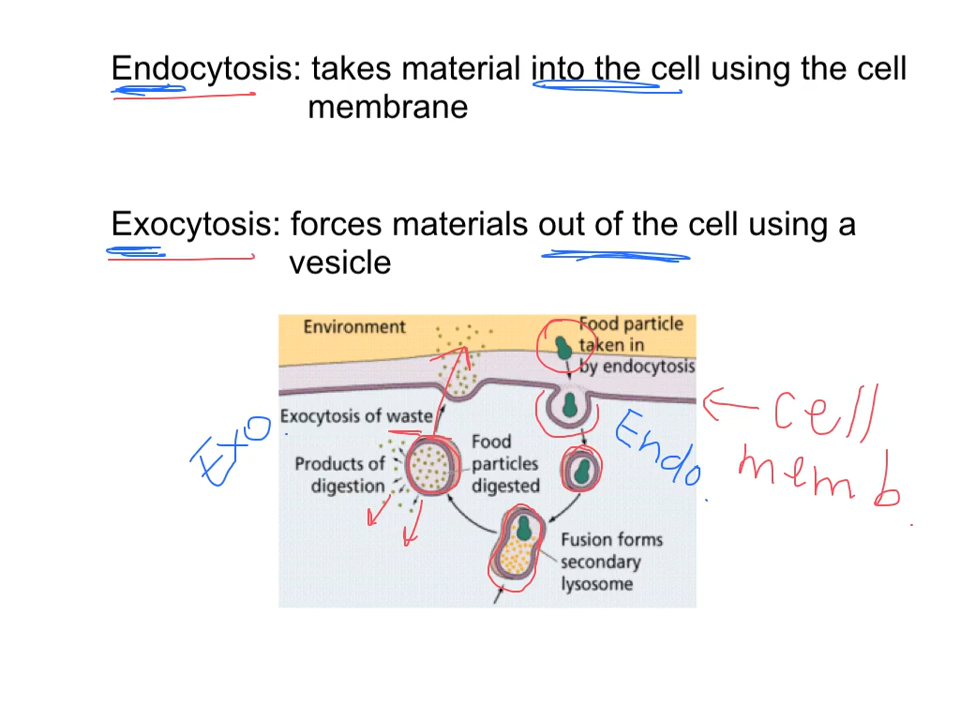 Endocytosis: takes material into the cell using the cell
membrane
Exocytosis: forces materials out of the cell using a
vesicle
Environment
Food particle
taken in
by endocytosis
Exocytosis of waste
Products of
digestion
Food
particles
digested
Fusion forms
secondary
lysosome
Exo.
Endo.
← cell
memb.